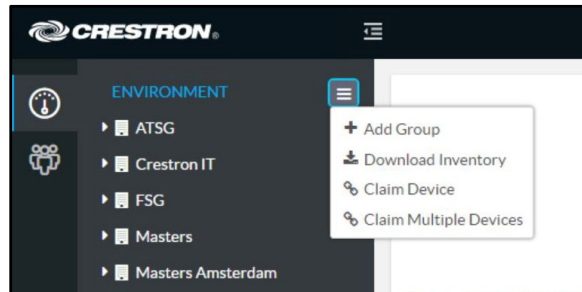 CRESTRON®
ENVIRONMENT
ATSG
Crestron IT
FSG
Masters
Masters Amsterdam
Add Group
Download Inventory
Claim Device
Claim Multiple Devices